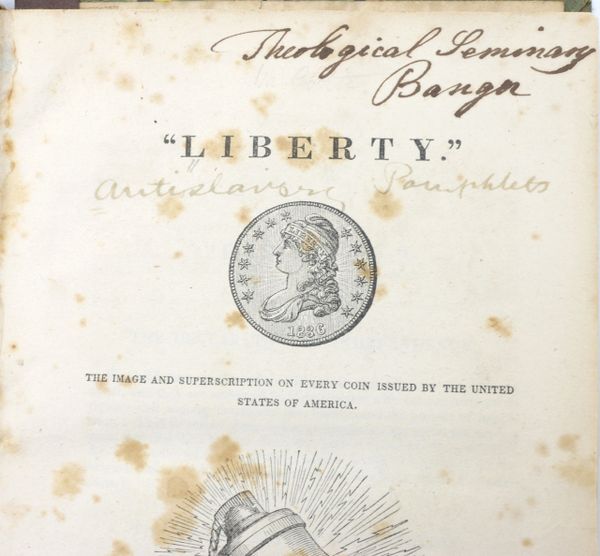 Theological Seminary
Bangor
"LIBERTY."
Antislavery Pamphlets
1836
THE IMAGE AND SUPERSCRIPTION ON EVERY COIN ISSUED BY THE UNITED
STATES OF AMERICA.